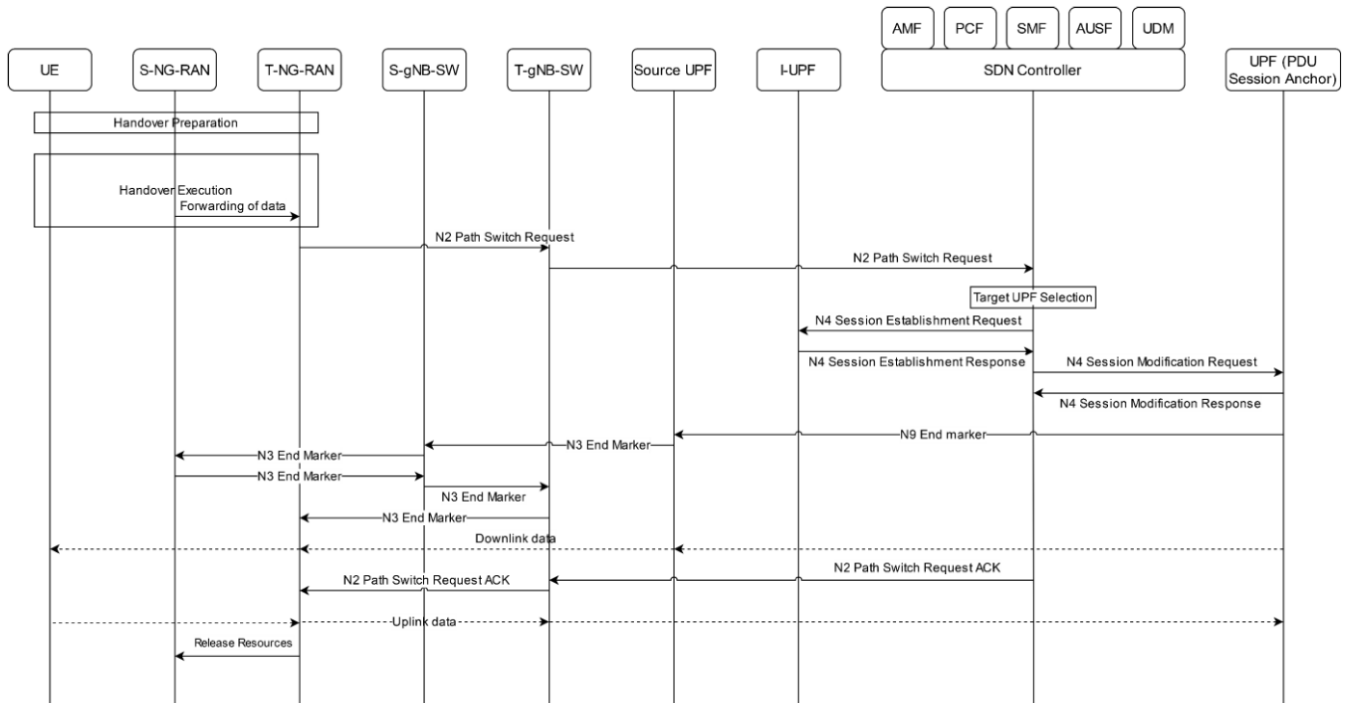 AMF
PCF
SMF
AUSF
UDM
UE
S-NG-RAN
T-NG-RAN
S-gNB-SW
T-gNB-SW
Source UPF
I-UPF
SDN Controller
UPF (PDU
Session Anchor)
Handover Preparation
Handover Execution
Forwarding of data
N2 Path Switch Request
N2 Path Switch Request
Target UPF Selection
N4 Session Establishment Request
N4 Session Establishment Response
N4 Session Modification Request
N4 Session Modification Response
N9 End marker
N3 End Marker
N3 End Marker
N3 End Marker
N3 End Marker
N3 End Marker
Downlink data
N2 Path Switch Request ACK
N2 Path Switch Request ACK
Uplink data
Release Resources